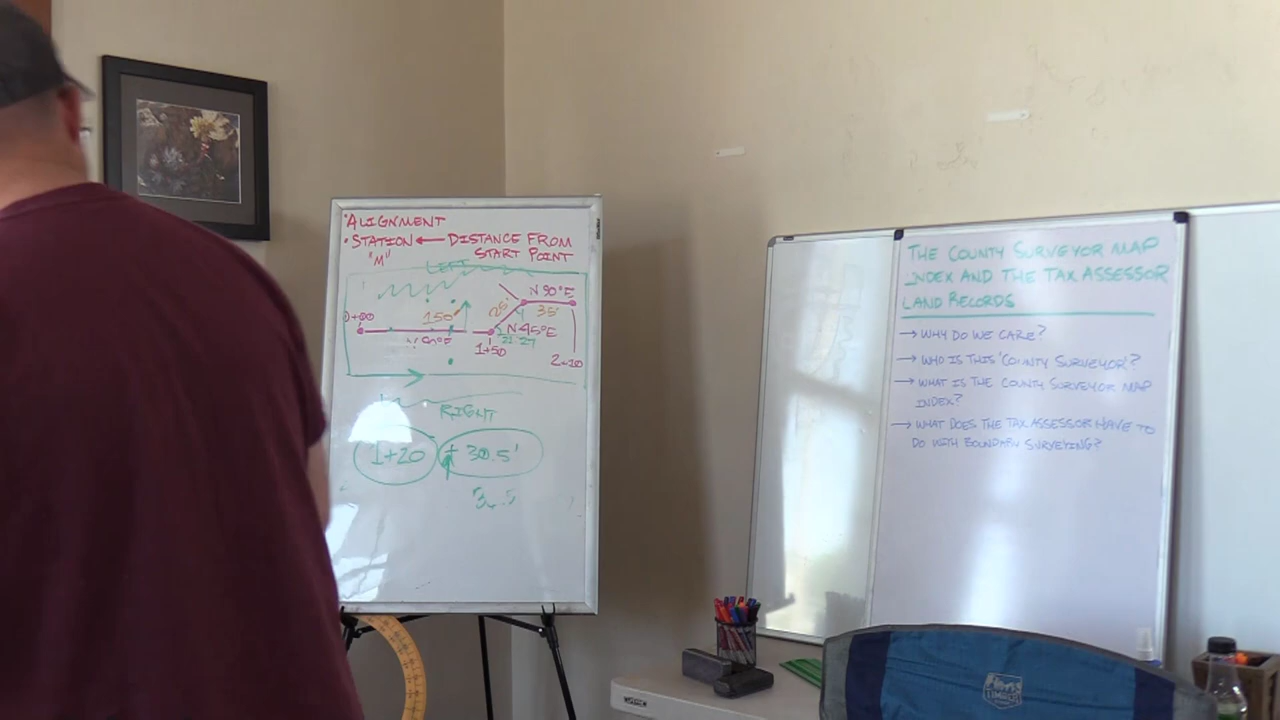 •ALIGNMENT
•STATION ← DISTANCE FROM
"M" START POINT
LEFT
N 90°E
0+00
150'
25'
35'
N 45°E
1+50
RIGHT
1+20 + 30.5'
THE COUNTY SURVEYOR MAP
INDEX AND THE TAX ASSESSOR
LAND RECORDS
→ WHY DO WE CARE?
→ WHO IS THIS 'COUNTY SURVEYOR'?
→ WHAT IS THE COUNTY SURVEYOR MAP
INDEX?
→ WHAT DOES THE TAX ASSESSOR HAVE TO
DO WITH BOUNDARY SURVEYING?
TIMBER